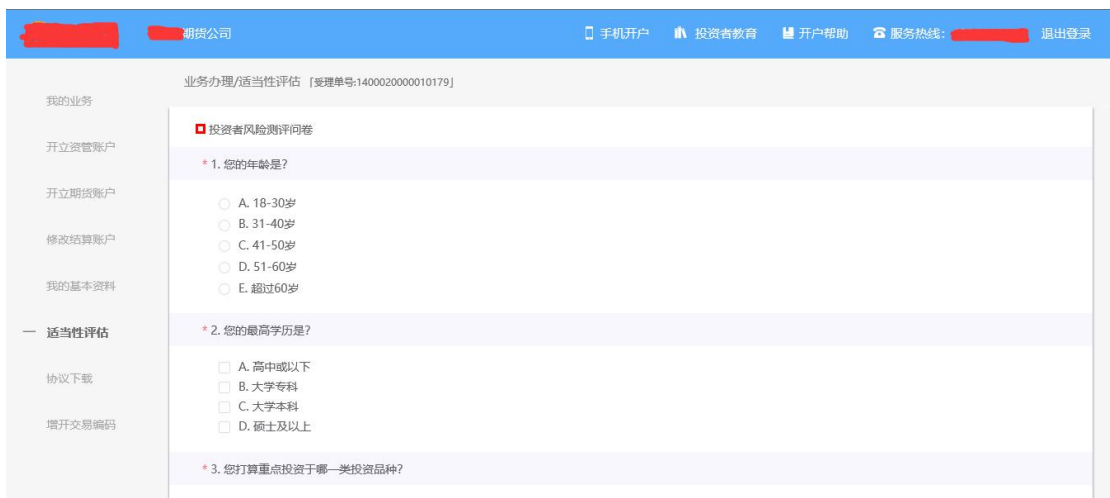 期货公司 手机开户 投资者教育 开户帮助 服务热线: 退出登录
业务办理/适当性评估 「受理单号:1400020000010179」
我的业务
开立资管账户
开立期货账户
修改结算账户
我的基本资料
一 适当性评估
协议下载
增开交易编码
投资者风险测评问卷
* 1. 您的年龄是?
A. 18-30岁
B. 31-40岁
C. 41-50岁
D. 51-60岁
E. 超过60岁
* 2. 您的最高学历是?
A. 高中或以下
B. 大学专科
C. 大学本科
D. 硕士及以上
* 3. 您打算重点投资于哪一类投资品种?